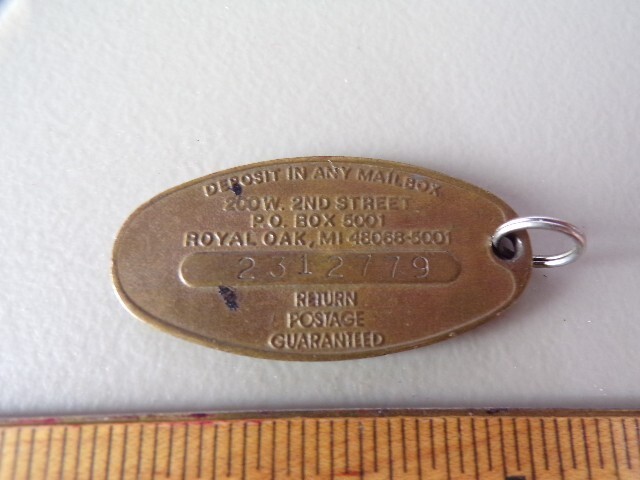 DEPOSIT IN ANY MAILBOX
200 W. 2ND STREET
P.O. BOX 5001
ROYAL OAK, MI 48068-5001
2312779
RETURN
POSTAGE
GUARANTEED